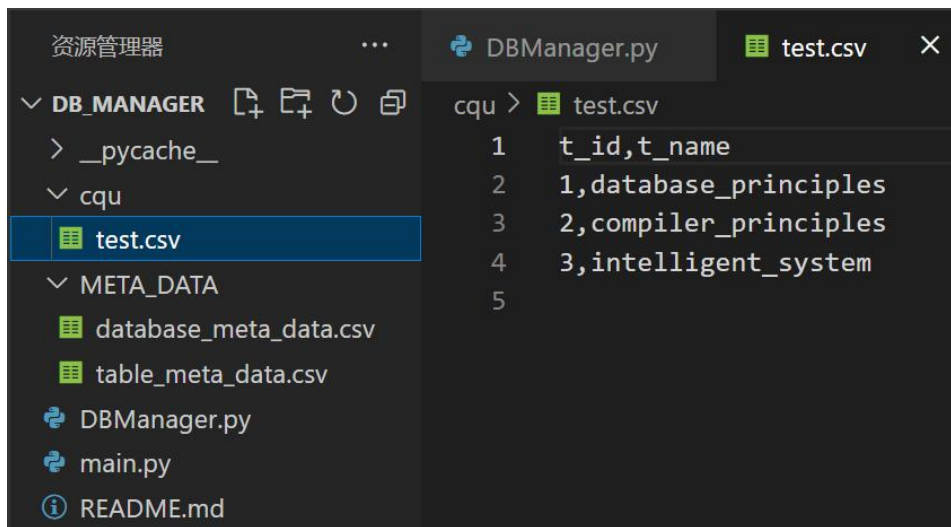 资源管理器 ...
DB_MANAGER
__pycache__
cqu
test.csv
META_DATA
database_meta_data.csv
table_meta_data.csv
DBManager.py
main.py
README.md
DBManager.py test.csv
cqu > test.csv
1 t_id,t_name
2 1,database_principles
3 2,compiler_principles
4 3,intelligent_system
5